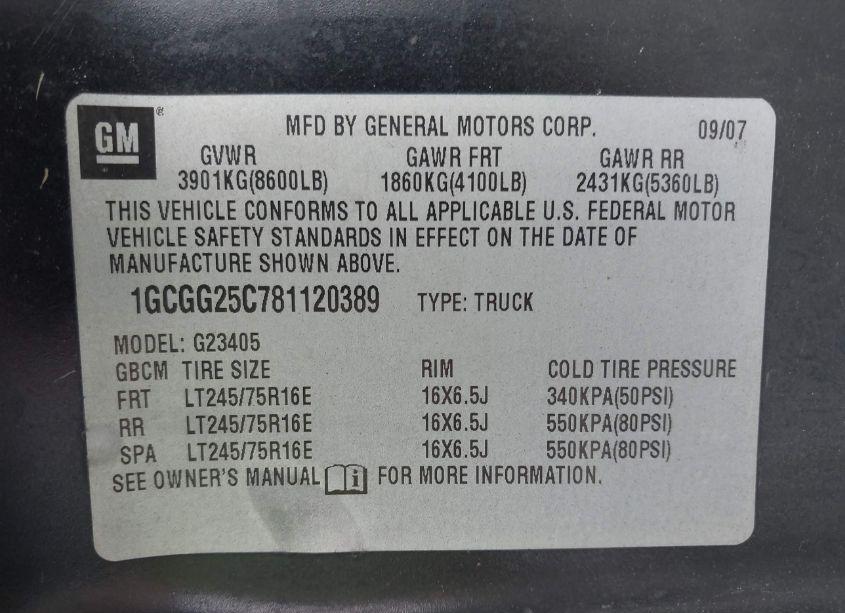 GM ®
MFD BY GENERAL MOTORS CORP. 09/07
GVWR GAWR FRT GAWR RR
3901KG(8600LB) 1860KG(4100LB) 2431KG(5360LB)
THIS VEHICLE CONFORMS TO ALL APPLICABLE U.S. FEDERAL MOTOR
VEHICLE SAFETY STANDARDS IN EFFECT ON THE DATE OF
MANUFACTURE SHOWN ABOVE.
1GCGG25C781120389 TYPE: TRUCK
MODEL: G23405
GBCM TIRE SIZE RIM COLD TIRE PRESSURE
FRT LT245/75R16E 16X6.5J 340KPA(50PSI)
RR LT245/75R16E 16X6.5J 550KPA(80PSI)
SPA LT245/75R16E 16X6.5J 550KPA(80PSI)
SEE OWNER'S MANUAL i FOR MORE INFORMATION.